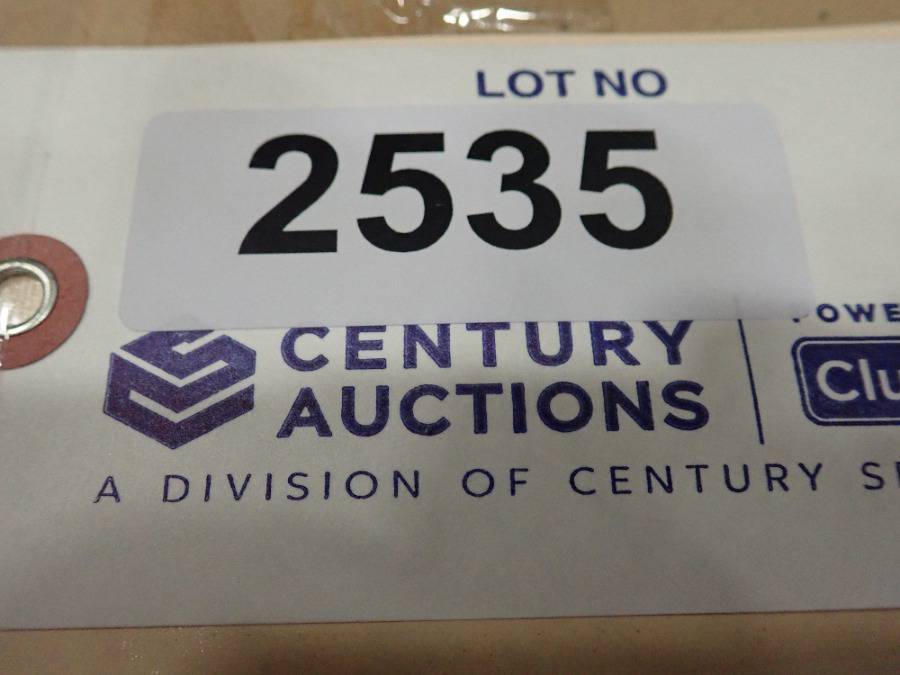 LOT NO
2535
CENTURY
AUCTIONS
A DIVISION OF CENTURY